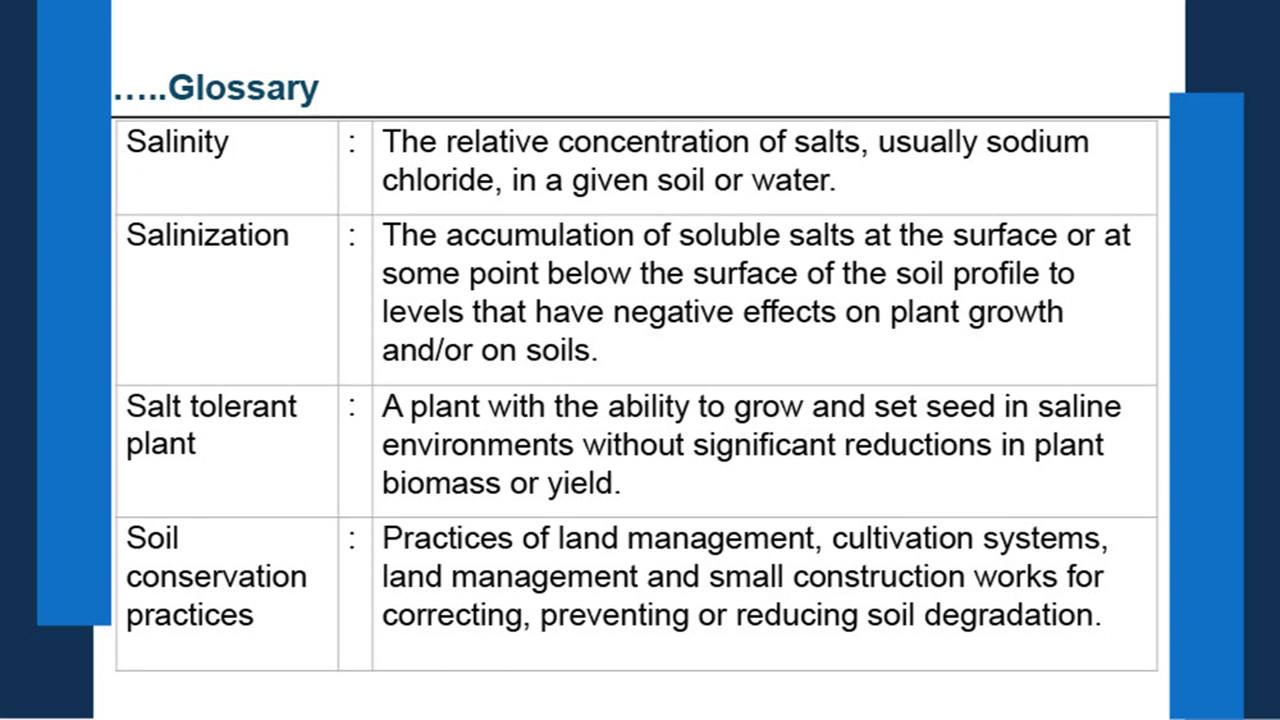 .....Glossary
Salinity : The relative concentration of salts, usually sodium
chloride, in a given soil or water.
Salinization : The accumulation of soluble salts at the surface or at
some point below the surface of the soil profile to
levels that have negative effects on plant growth
and/or on soils.
Salt tolerant : A plant with the ability to grow and set seed in saline
plant environments without significant reductions in plant
biomass or yield.
Soil : Practices of land management, cultivation systems,
conservation land management and small construction works for
practices correcting, preventing or reducing soil degradation.